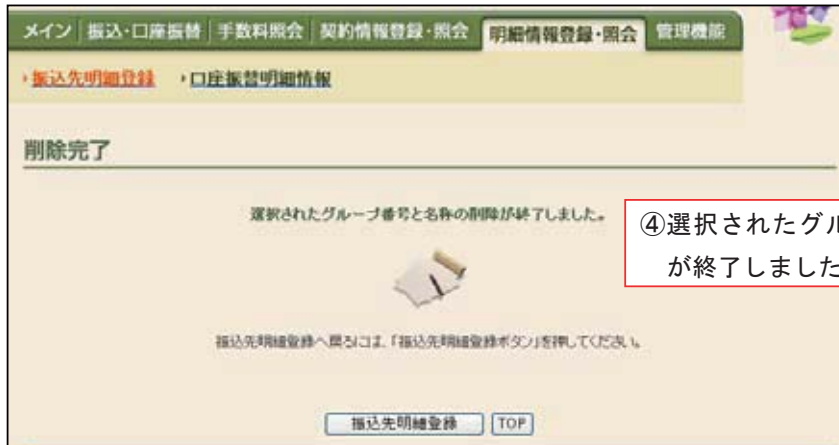 メイン 振込・口座振替 手数料照会 契約情報登録・照会 明細情報登録・照会 管理機能
振込先明細登録 口座振替明細情報
削除完了
選択されたグループ番号と名称の削除が終了しました。
④選択されたグル
が終了しました
振込先明細登録へ戻るには、「振込先明細登録ボタン」を押してください。
振込先明細登録 TOP